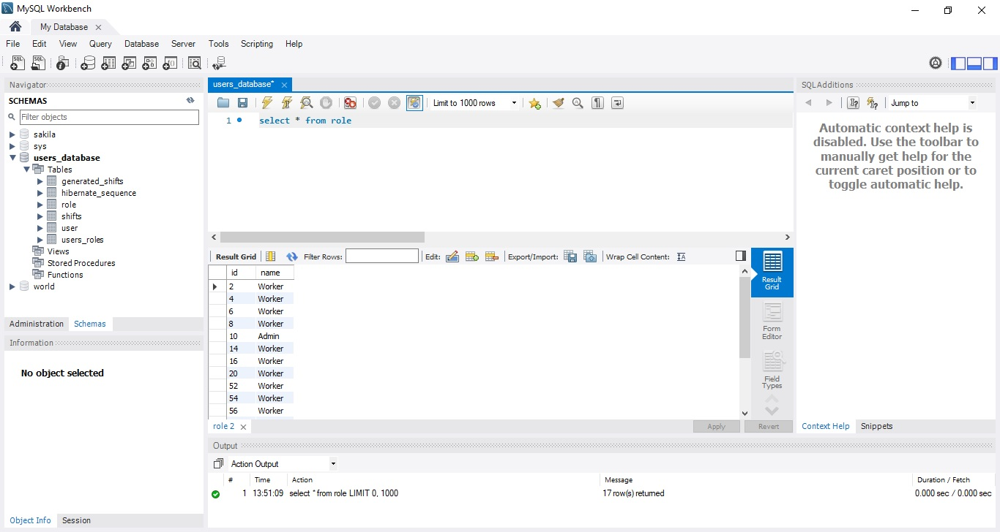 MySQL Workbench
My Database
File Edit View Query Database Server Tools Scripting Help
Navigator
SCHEMAS
Filter objects
sakila
sys
users_database
Tables
generated_shifts
hibernate_sequence
role
shifts
user
users_roles
Views
Stored Procedures
Functions
world
Administration Schemas
Information
No object selected
Object Info Session
users_database*
Limit to 1000 rows
1 select * from role
Result Grid Filter Rows: Edit: Export/Import: Wrap Cell Content:
id name
2 Worker
4 Worker
6 Worker
8 Worker
10 Admin
14 Worker
16 Worker
20 Worker
52 Worker
54 Worker
56 Worker
Result
Grid
Form
Editor
Field
Types
role 2
Apply Revert
SQLAdditions
Jump to
Automatic context help is
disabled. Use the toolbar to
manually get help for the
current caret position or to
toggle automatic help.
Context Help Snippets
Output
Action Output
# Time Action Message Duration / Fetch
1 13:51:09 select * from role LIMIT 0, 1000 17 row(s) returned 0.000 sec / 0.000 sec